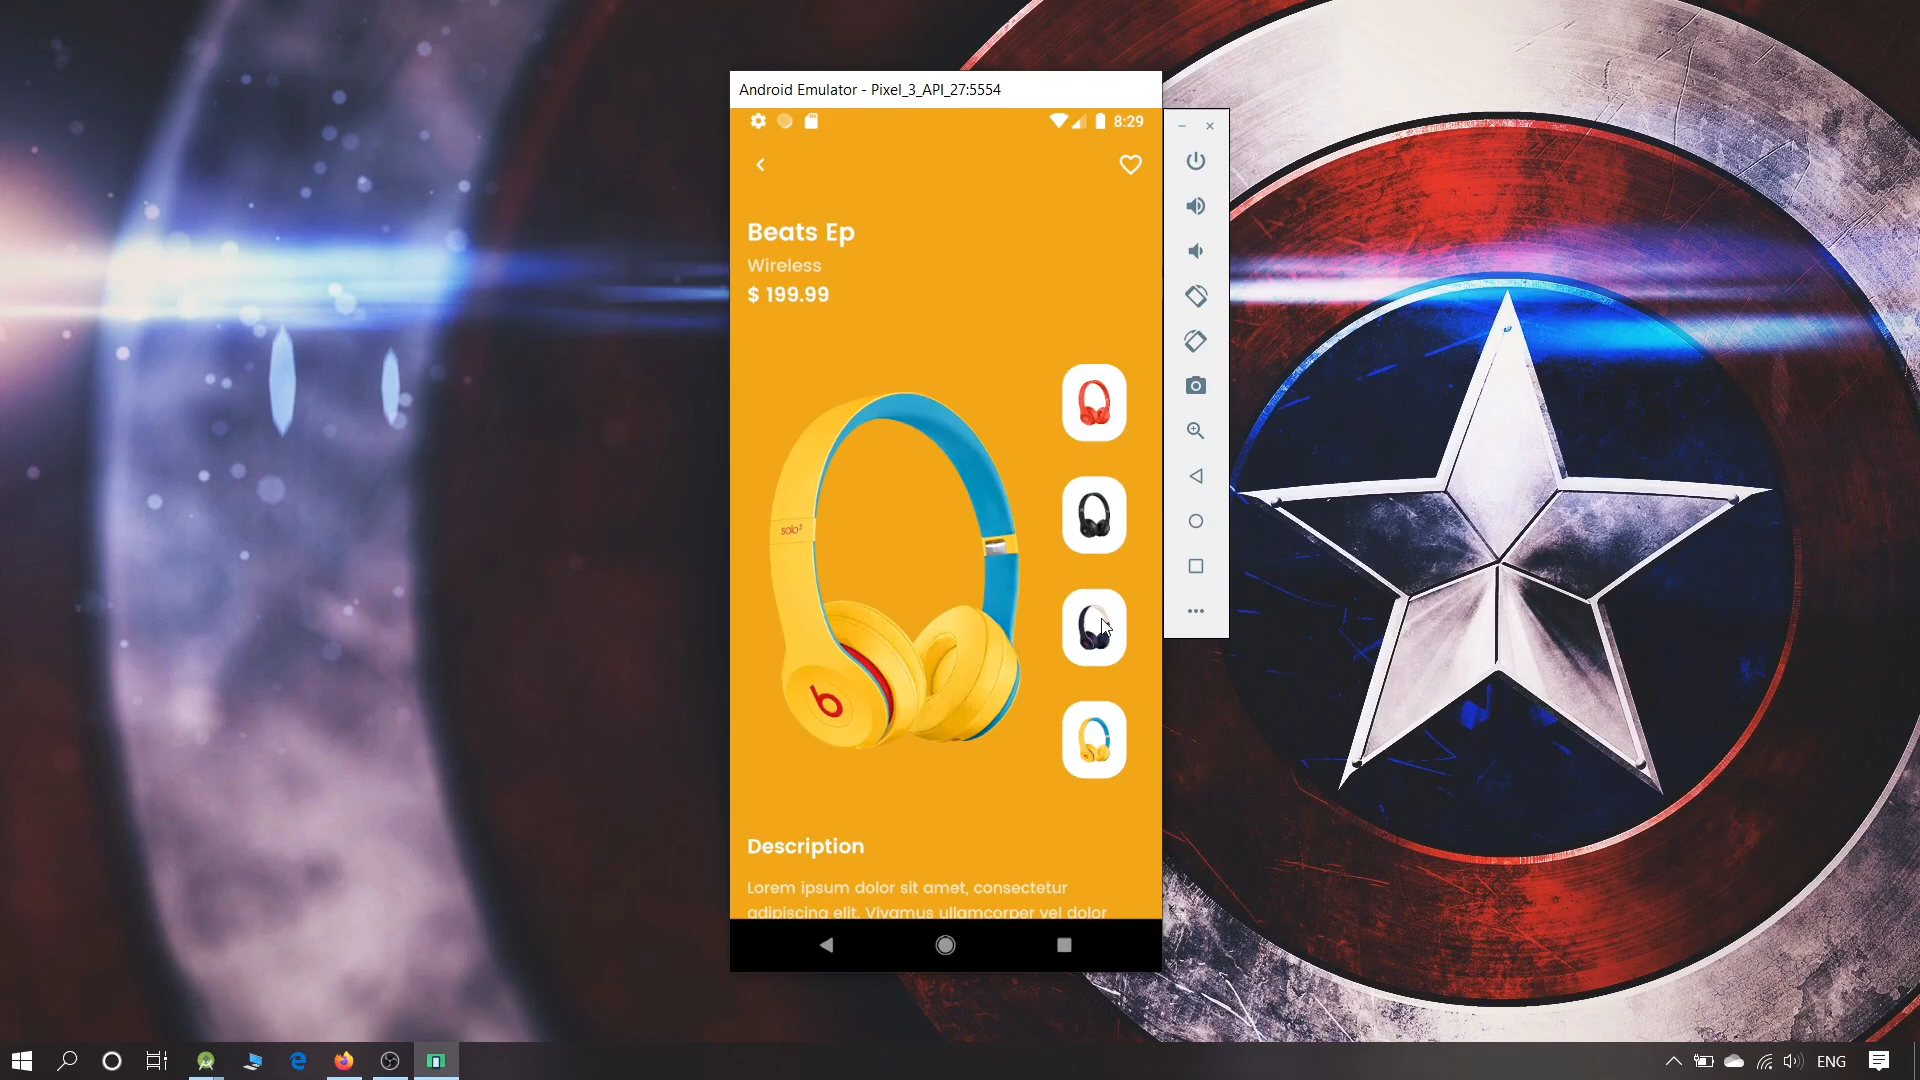 Android Emulator - Pixel_3_API_27:5554
8:29
Beats Ep
Wireless
$ 199.99
solo³
b
Description
Lorem ipsum dolor sit amet, consectetur
adipiscing elit. Vivamus ullamcorper vel dolor
ENG